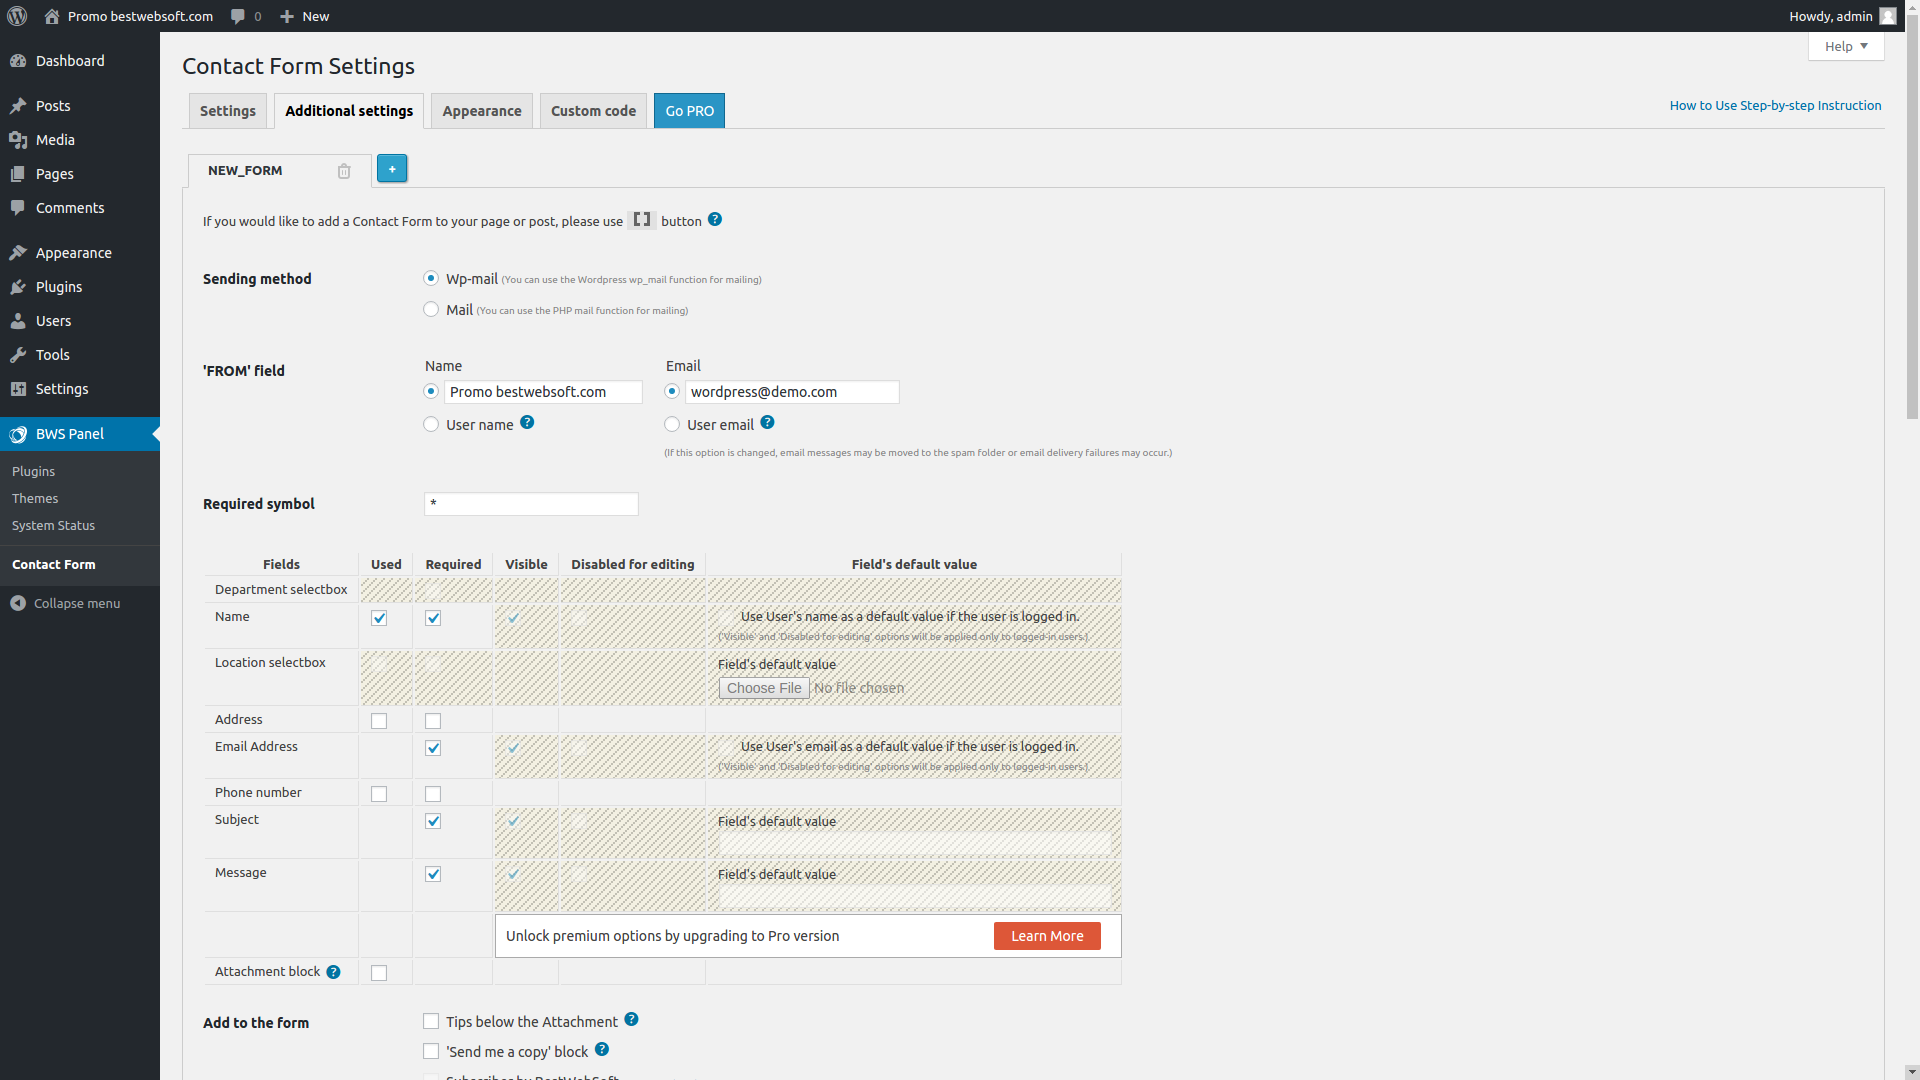 Promo bestwebsoft.com 0 New Howdy, admin
Help
Dashboard
Posts
Media
Pages
Comments
Appearance
Plugins
Users
Tools
Settings
BWS Panel
Plugins
Themes
System Status
Contact Form
Collapse menu
Contact Form Settings
Settings Additional settings Appearance Custom code Go PRO
How to Use Step-by-step Instruction
NEW_FORM +
If you would like to add a Contact Form to your page or post, please use [ ] button ?
Sending method
Wp-mail (You can use the Wordpress wp_mail function for mailing)
Mail (You can use the PHP mail function for mailing)
'FROM' field
Name Email
Promo bestwebsoft.com wordpress@demo.com
User name ? User email ?
(If this option is changed, email messages may be moved to the spam folder or email delivery failures may occur.)
Required symbol *
Fields Used Required Visible Disabled for editing Field's default value
Department selectbox
Name Use User's name as a default value if the user is logged in.
('Visible' and 'Disabled for editing' options will be applied only to logged-in users.)
Location selectbox Field's default value
Choose File No file chosen
Address
Email Address Use User's email as a default value if the user is logged in.
('Visible' and 'Disabled for editing' options will be applied only to logged-in users.)
Phone number
Subject Field's default value
Message Field's default value
Unlock premium options by upgrading to Pro version Learn More
Attachment block ?
Add to the form
Tips below the Attachment ?
'Send me a copy' block ?
Subscriber by BestWebSoft